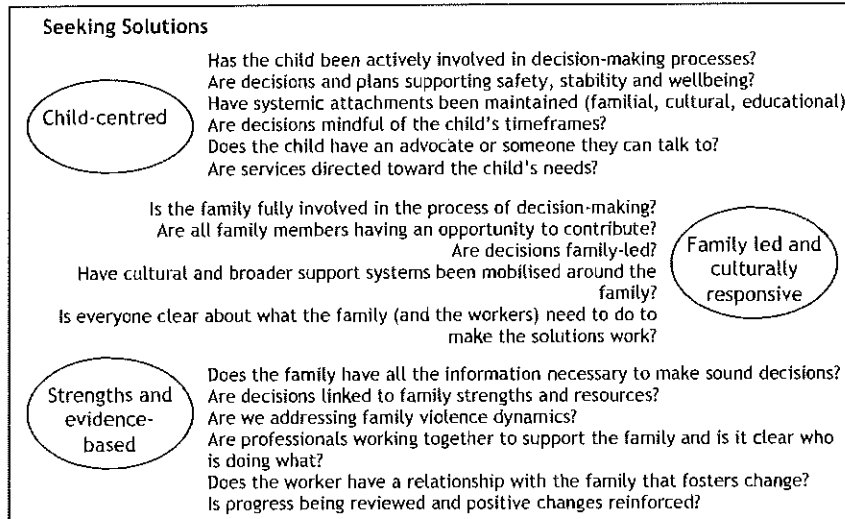 Seeking Solutions
Has the child been actively involved in decision-making processes?
Are decisions and plans supporting safety, stability and wellbeing?
Have systemic attachments been maintained (familial, cultural, educational)
Are decisions mindful of the child's timeframes?
Does the child have an advocate or someone they can talk to?
Are services directed toward the child's needs?
Child-centred
Is the family fully involved in the process of decision-making?
Are all family members having an opportunity to contribute?
Are decisions family-led?
Have cultural and broader support systems been mobilised around the
family?
Is everyone clear about what the family (and the workers) need to do to
make the solutions work?
Family led and
culturally
responsive
Strengths and
evidence-
based
Does the family have all the information necessary to make sound decisions?
Are decisions linked to family strengths and resources?
Are we addressing family violence dynamics?
Are professionals working together to support the family and is it clear who
is doing what?
Does the worker have a relationship with the family that fosters change?
Is progress being reviewed and positive changes reinforced?